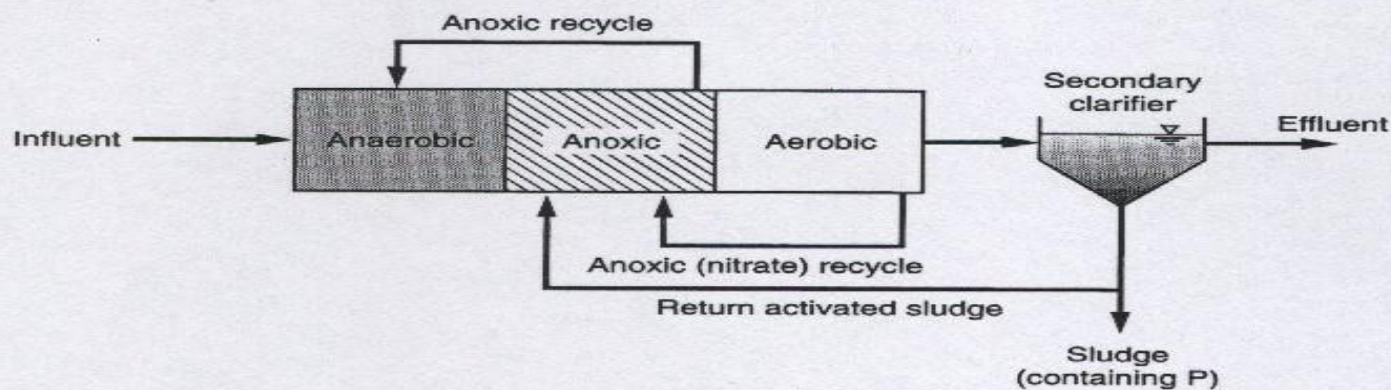 Anoxic recycle
Secondary
clarifier
Influent
Anaerobic
Anoxic
Aerobic
Effluent
Anoxic (nitrate) recycle
Return activated sludge
Sludge
(containing P)